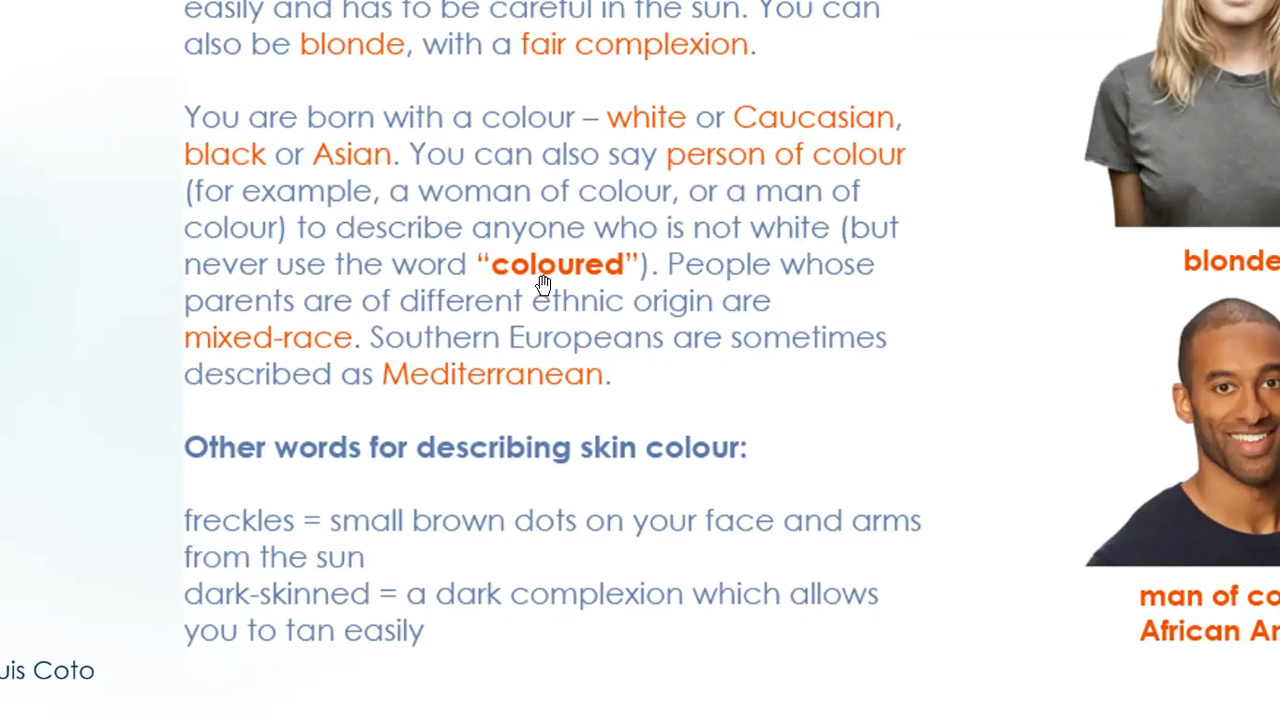 easily and has to be careful in the sun. You can
also be blonde, with a fair complexion.
You are born with a colour – white or Caucasian,
black or Asian. You can also say person of colour
(for example, a woman of colour, or a man of
colour) to describe anyone who is not white (but
never use the word “coloured”). People whose
parents are of different ethnic origin are
mixed-race. Southern Europeans are sometimes
described as Mediterranean.
Other words for describing skin colour:
freckles = small brown dots on your face and arms
from the sun
dark-skinned = a dark complexion which allows
you to tan easily
blonde
man of co
African Am
uis Coto